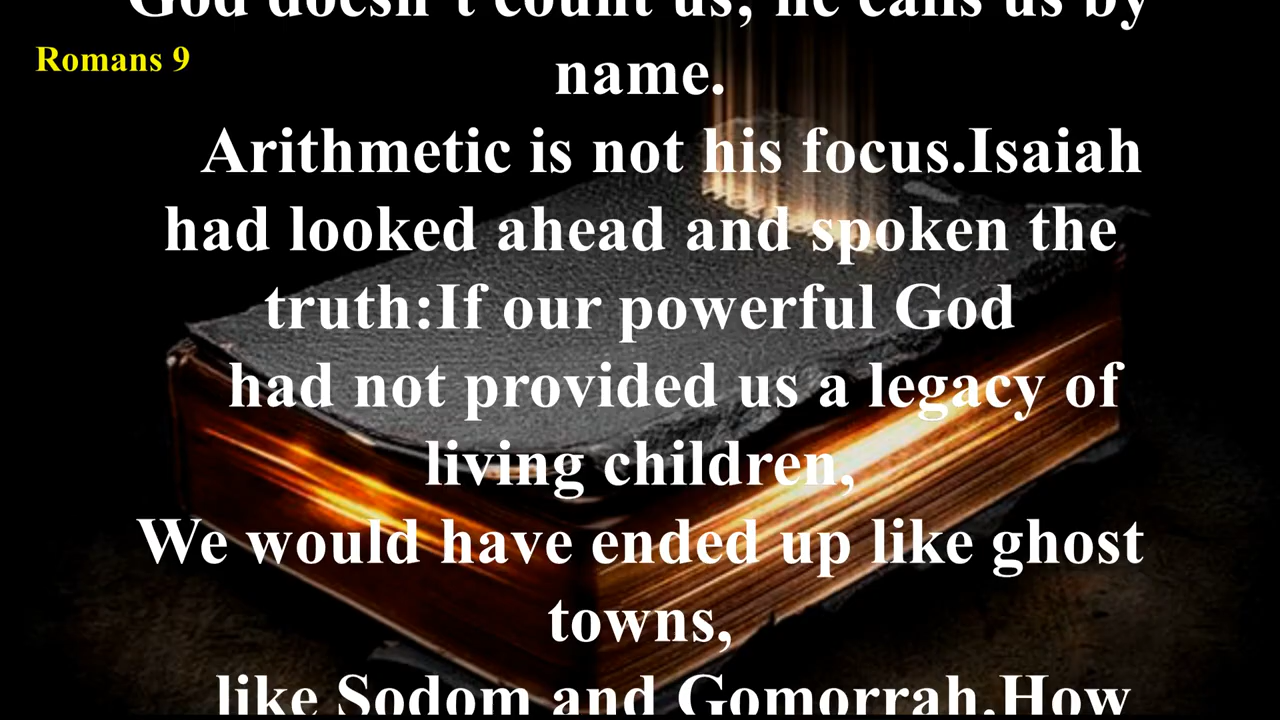 God doesn't count us; he calls us by
Romans 9
name.
Arithmetic is not his focus.Isaiah
had looked ahead and spoken the
truth:If our powerful God
had not provided us a legacy of
living children,
We would have ended up like ghost
towns,
like Sodom and Gomorrah.How